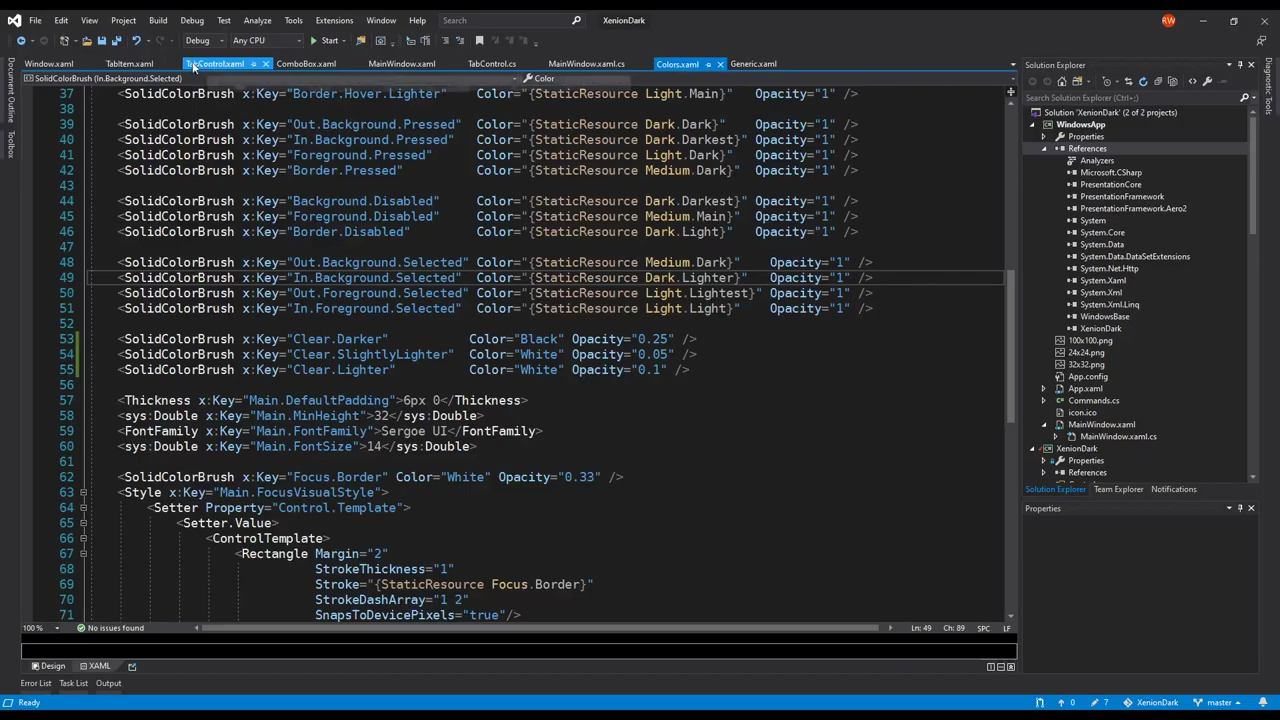 File Edit View Project Build Debug Test Analyze Tools Extensions Window Help Search XenionDark RW
Debug Any CPU Start
Window.xaml TabItem.xaml TabControl.xaml ComboBox.xaml MainWindow.xaml TabControl.cs MainWindow.xaml.cs Colors.xaml Generic.xaml
SolidColorBrush (In.Background.Selected) Color
Document Outline
Toolbox
37 <SolidColorBrush x:Key="Border.Hover.Lighter" Color="{StaticResource Light.Main} Opacity="1" />
38
39 <SolidColorBrush x:Key="Out.Background.Pressed" Color="{StaticResource Dark.Dark}" Opacity="1" />
40 <SolidColorBrush x:Key="In.Background.Pressed" Color="{StaticResource Dark.Darkest}" Opacity="1" />
41 <SolidColorBrush x:Key="Foreground.Pressed" Color="{StaticResource Light.Dark}" Opacity="1" />
42 <SolidColorBrush x:Key="Border.Pressed" Color="{StaticResource Medium.Dark}" Opacity="1" />
43
44 <SolidColorBrush x:Key="Background.Disabled" Color="{StaticResource Dark.Darkest}" Opacity="1" />
45 <SolidColorBrush x:Key="Foreground.Disabled" Color="{StaticResource Medium.Main}" Opacity="1" />
46 <SolidColorBrush x:Key="Border.Disabled" Color="{StaticResource Dark.Light}" Opacity="1" />
47
48 <SolidColorBrush x:Key="Out.Background.Selected" Color="{StaticResource Medium.Dark}" Opacity="1" />
49 <SolidColorBrush x:Key="In.Background.Selected" Color="{StaticResource Dark.Lighter}" Opacity="1" />
50 <SolidColorBrush x:Key="Out.Foreground.Selected" Color="{StaticResource Light.Lightest}" Opacity="1" />
51 <SolidColorBrush x:Key="In.Foreground.Selected" Color="{StaticResource Light.Light}" Opacity="1" />
52
53 <SolidColorBrush x:Key="Clear.Darker" Color="Black" Opacity="0.25" />
54 <SolidColorBrush x:Key="Clear.SlightlyLighter" Color="White" Opacity="0.05" />
55 <SolidColorBrush x:Key="Clear.Lighter" Color="White" Opacity="0.1" />
56
57 <Thickness x:Key="Main.DefaultPadding">6px 0</Thickness>
58 <sys:Double x:Key="Main.MinHeight">32</sys:Double>
59 <FontFamily x:Key="Main.FontFamily">Sergoe UI</FontFamily>
60 <sys:Double x:Key="Main.FontSize">14</sys:Double>
61
62 <SolidColorBrush x:Key="Focus.Border" Color="White" Opacity="0.33" />
63 <Style x:Key="Main.FocusVisualStyle">
64 <Setter Property="Control.Template">
65 <Setter.Value>
66 <ControlTemplate>
67 <Rectangle Margin="2"
68 StrokeThickness="1"
69 Stroke="{StaticResource Focus.Border}"
70 StrokeDashArray="1 2"
71 SnapsToDevicePixels="true"/>
100 % No issues found Ln: 49 Ch: 89 SPC LF
Design XAML
Error List Task List Output
Ready 0 7 XenionDark master
Solution Explorer
Search Solution Explorer (Ctrl+;)
Solution 'XenionDark' (2 of 2 projects)
WindowsApp
Properties
References
Analyzers
Microsoft.CSharp
PresentationCore
PresentationFramework
PresentationFramework.Aero2
System
System.Core
System.Data
System.Data.DataSetExtensions
System.Net.Http
System.Xaml
System.Xml
System.Xml.Linq
WindowsBase
XenionDark
100x100.png
24x24.png
32x32.png
App.config
App.xaml
Commands.cs
icon.ico
MainWindow.xaml
MainWindow.xaml.cs
XenionDark
Properties
References
Solution Explorer Team Explorer Notifications
Properties
Diagnostic Tools